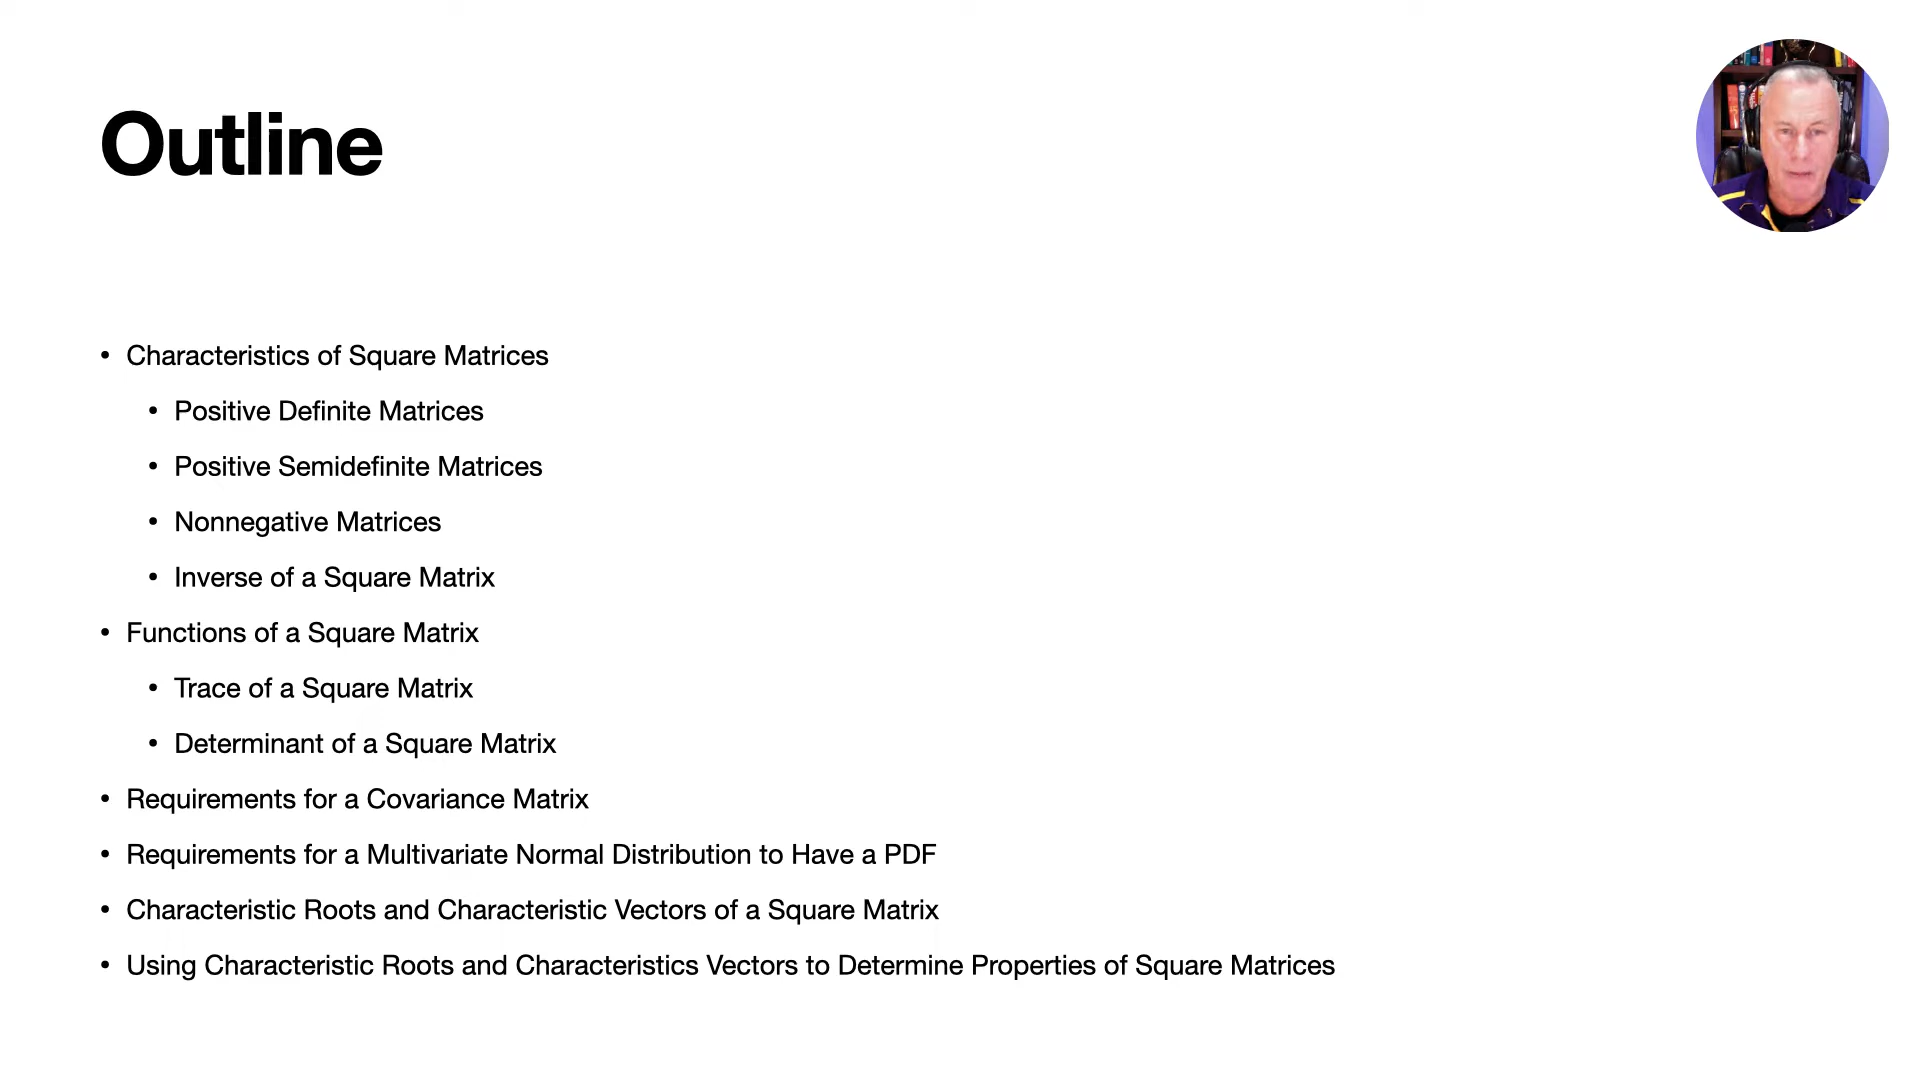 Outline
• Characteristics of Square Matrices
• Positive Definite Matrices
• Positive Semidefinite Matrices
• Nonnegative Matrices
• Inverse of a Square Matrix
• Functions of a Square Matrix
• Trace of a Square Matrix
• Determinant of a Square Matrix
• Requirements for a Covariance Matrix
• Requirements for a Multivariate Normal Distribution to Have a PDF
• Characteristic Roots and Characteristic Vectors of a Square Matrix
• Using Characteristic Roots and Characteristics Vectors to Determine Properties of Square Matrices